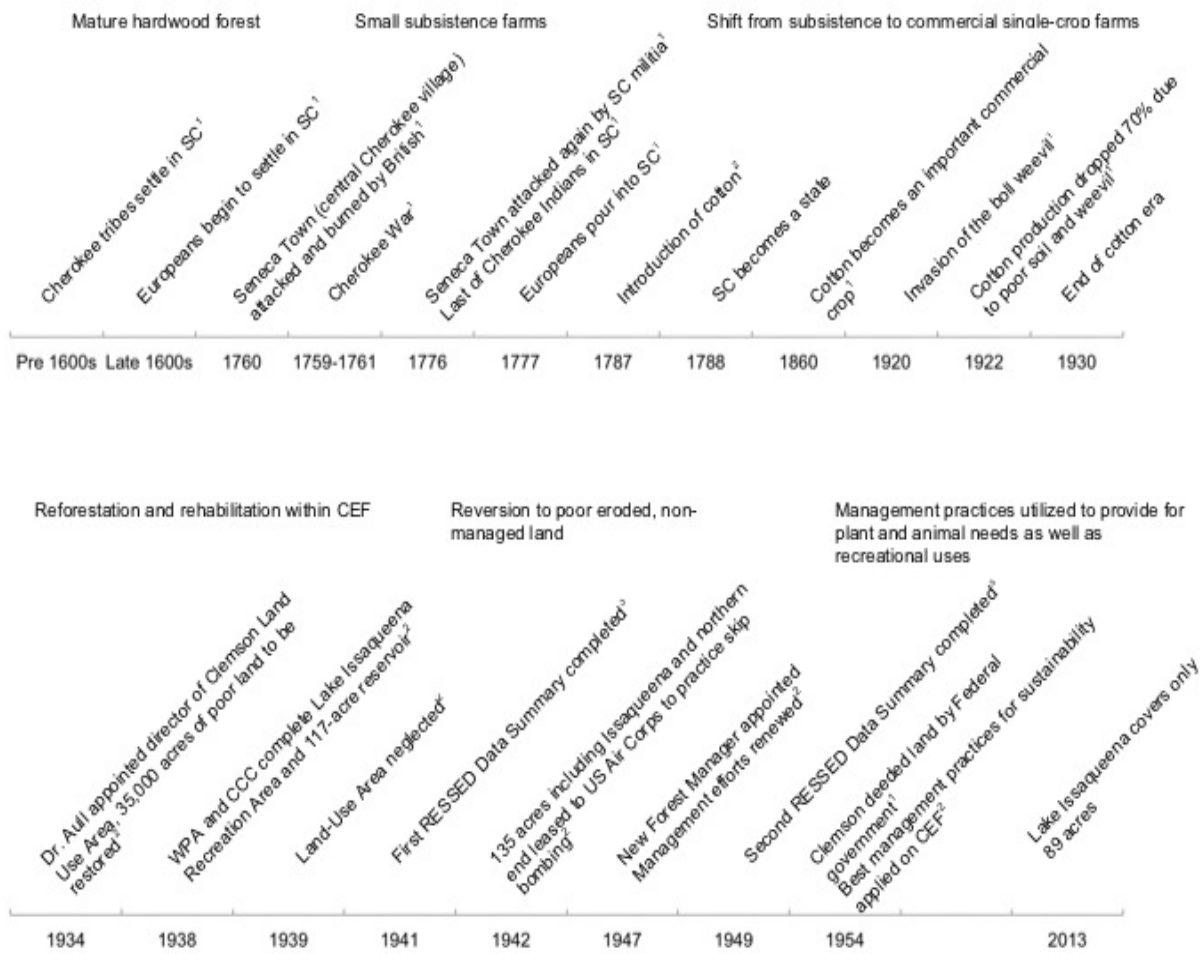 Mature hardwood forest
Small subsistence farms
Shift from subsistence to commercial single-crop farms
Cherokee tribes settle in SC¹
Europeans begin to settle in SC¹
Seneca Town (central Cherokee village)
attacked and burned by British¹
Cherokee War¹
Seneca Town attacked again by SC militia¹
Last of Cherokee Indians in SC¹
Europeans pour into SC¹
Introduction of cotton²
SC becomes a state
Cotton becomes an important commercial
crop¹
Invasion of the boll weevil¹
Cotton production dropped 70% due
to poor soil and weevil¹
End of cotton era
Pre 1600s
Late 1600s
1760
1759-1761
1776
1777
1787
1788
1860
1920
1922
1930
Reforestation and rehabilitation within CEF
Reversion to poor eroded, non-
managed land
Management practices utilized to provide for
plant and animal needs as well as
recreational uses
Dr. Aull appointed director of Clemson Land
Use Area, 35,000 acres of poor land to be
restored
WPA and CCC complete Lake Issaqueena
Recreation Area and 117-acre reservoir²
Land-Use Area neglected²
First RESSED Data Summary completed³
135 acres including Issaqueena and northern
end leased to US Air Corps to practice skip
bombing²
New Forest Manager appointed
Management efforts renewed²
Second RESSED Data Summary completed³
Clemson deeded land by Federal
government¹
Best management practices for sustainability
applied on CEF²
Lake Issaqueena covers only
89 acres
1934
1938
1939
1941
1942
1947
1949
1954
2013